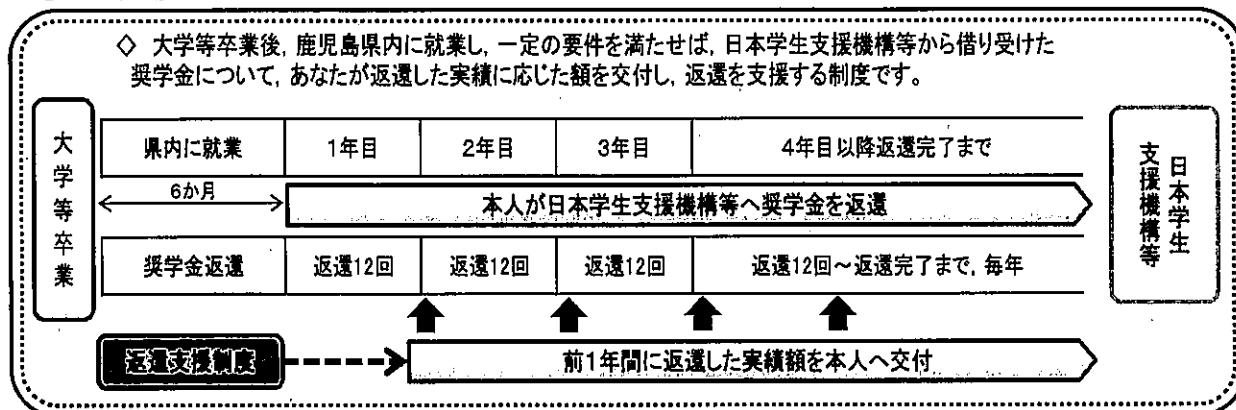 ◇ 大学等卒業後，鹿児島県内に就業し，一定の要件を満たせば，日本学生支援機構等から借り受けた
奨学金について，あなたが返還した実績に応じた額を交付し，返還を支援する制度です。
大学等卒業
県内に就業 1年目 2年目 3年目 4年目以降返還完了まで
6か月
本人が日本学生支援機構等へ奨学金を返還
奨学金返還 返還12回 返還12回 返還12回 返還12回～返還完了まで，毎年
日本学生
支援機構等
返還支援制度
前1年間に返還した実績額を本人へ交付